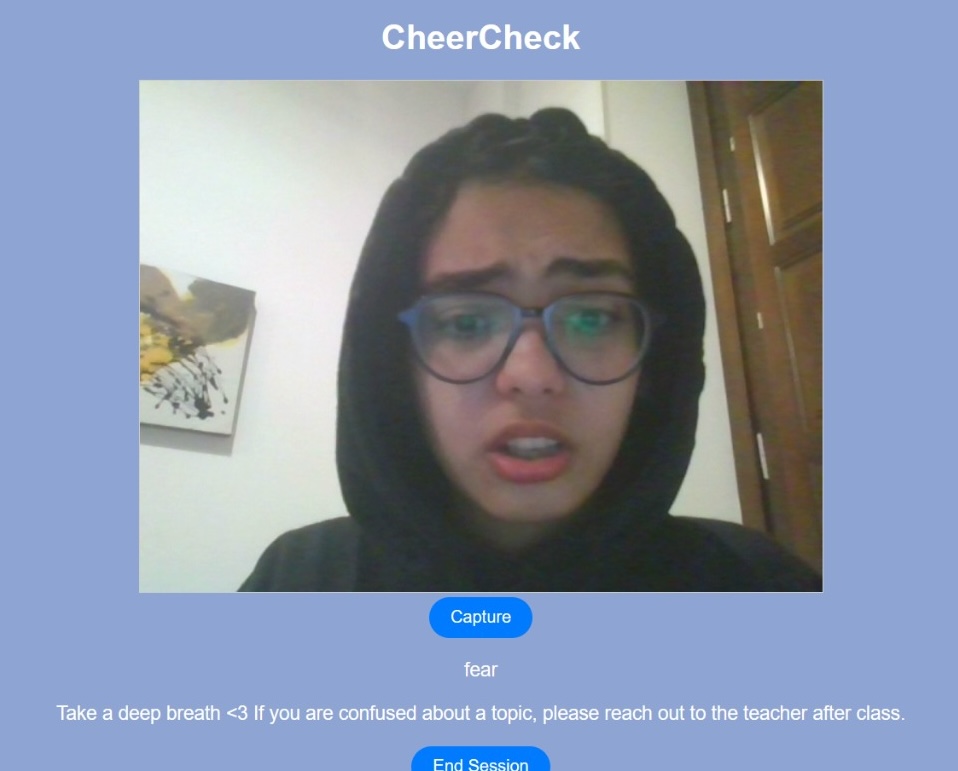 CheerCheck
Capture
fear
Take a deep breath <3 If you are confused about a topic, please reach out to the teacher after class.
End Session